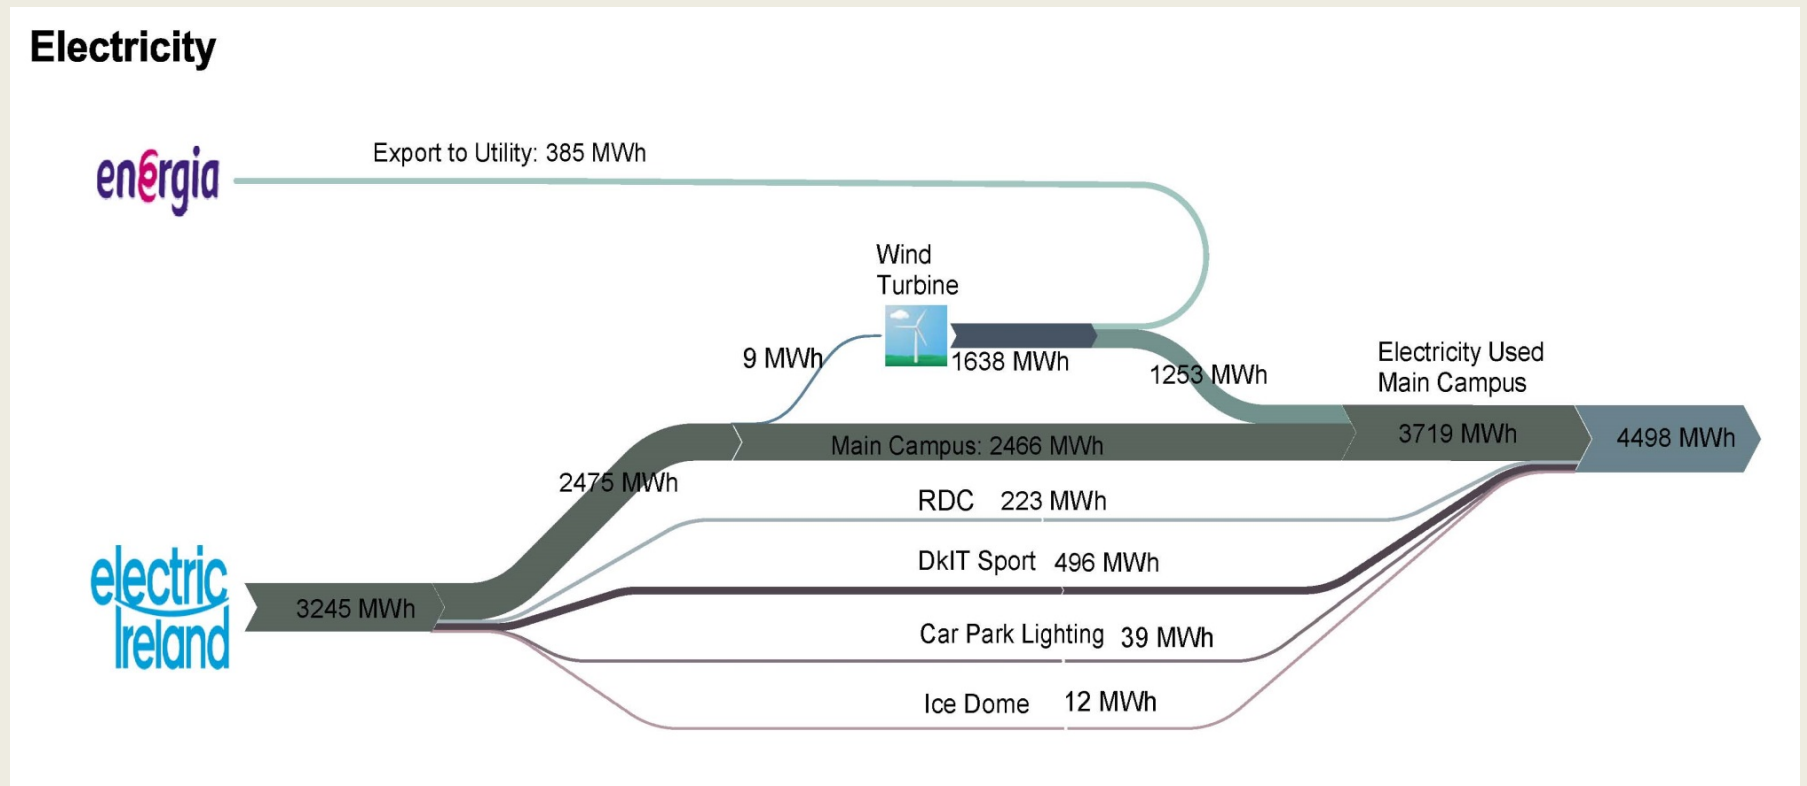 Electricity
energia
Export to Utility: 385 MWh
Wind
Turbine
9 MWh
1638 MWh
1253 MWh
Electricity Used
Main Campus
3719 MWh
4498 MWh
Main Campus: 2466 MWh
2475 MWh
RDC 223 MWh
DkIT Sport 496 MWh
electric
Ireland
3245 MWh
Car Park Lighting 39 MWh
Ice Dome 12 MWh